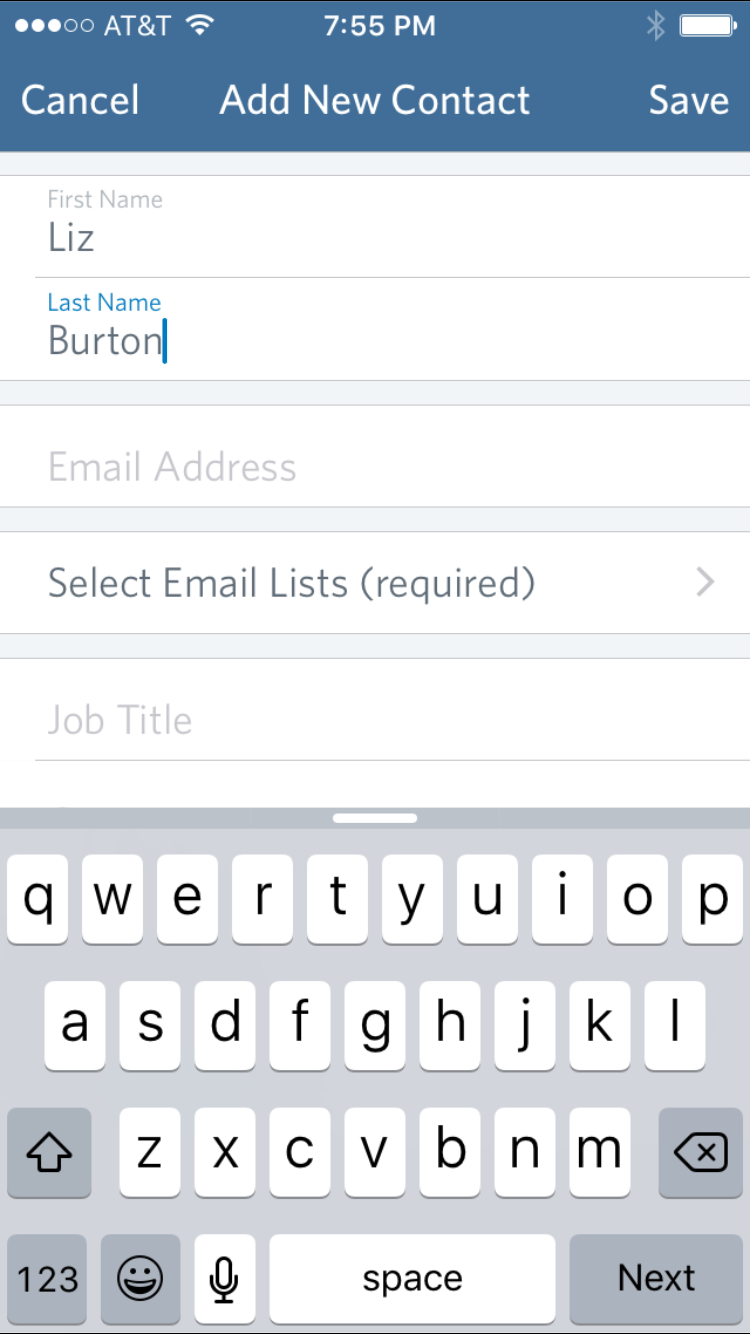 AT&T 7:55 PM
Cancel Add New Contact Save
First Name
Liz
Last Name
Burton
Email Address
Select Email Lists (required)
Job Title
q w e r t y u i o p
a s d f g h j k l
z x c v b n m
123 space Next